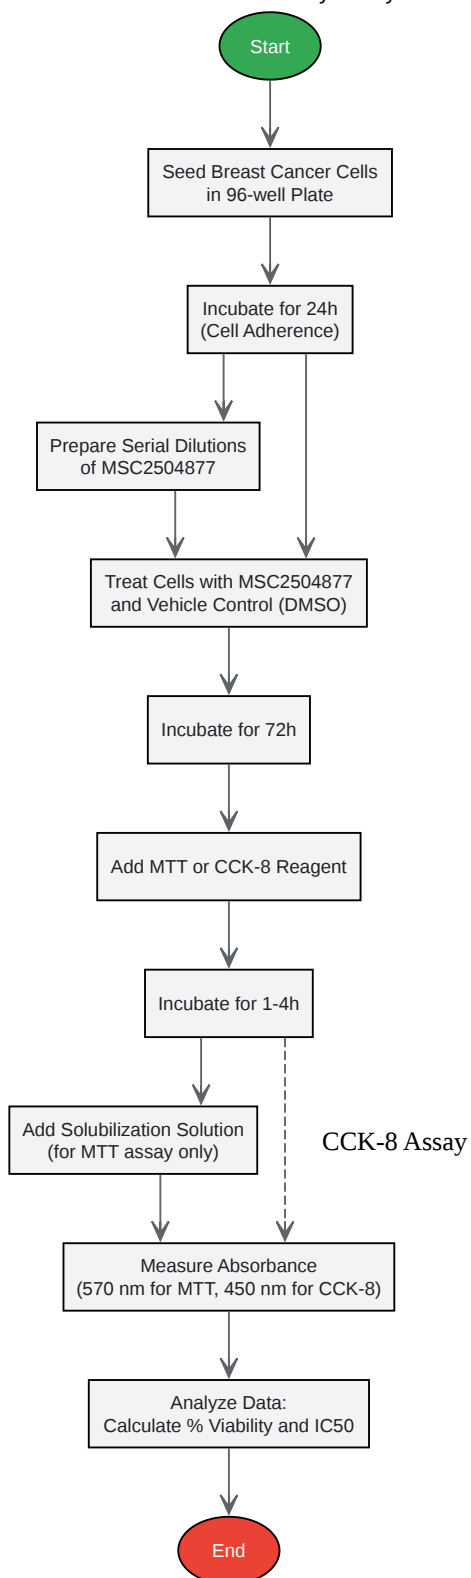 Start
Seed Breast Cancer Cells
in 96-well Plate
Incubate for 24h
(Cell Adherence)
Prepare Serial Dilutions
of MSC2504877
Treat Cells with MSC2504877
and Vehicle Control (DMSO)
Incubate for 72h
Add MTT or CCK-8 Reagent
Incubate for 1-4h
Add Solubilization Solution
(for MTT assay only)
CCK-8 Assay
Measure Absorbance
(570 nm for MTT, 450 nm for CCK-8)
Analyze Data:
Calculate % Viability and IC50
End